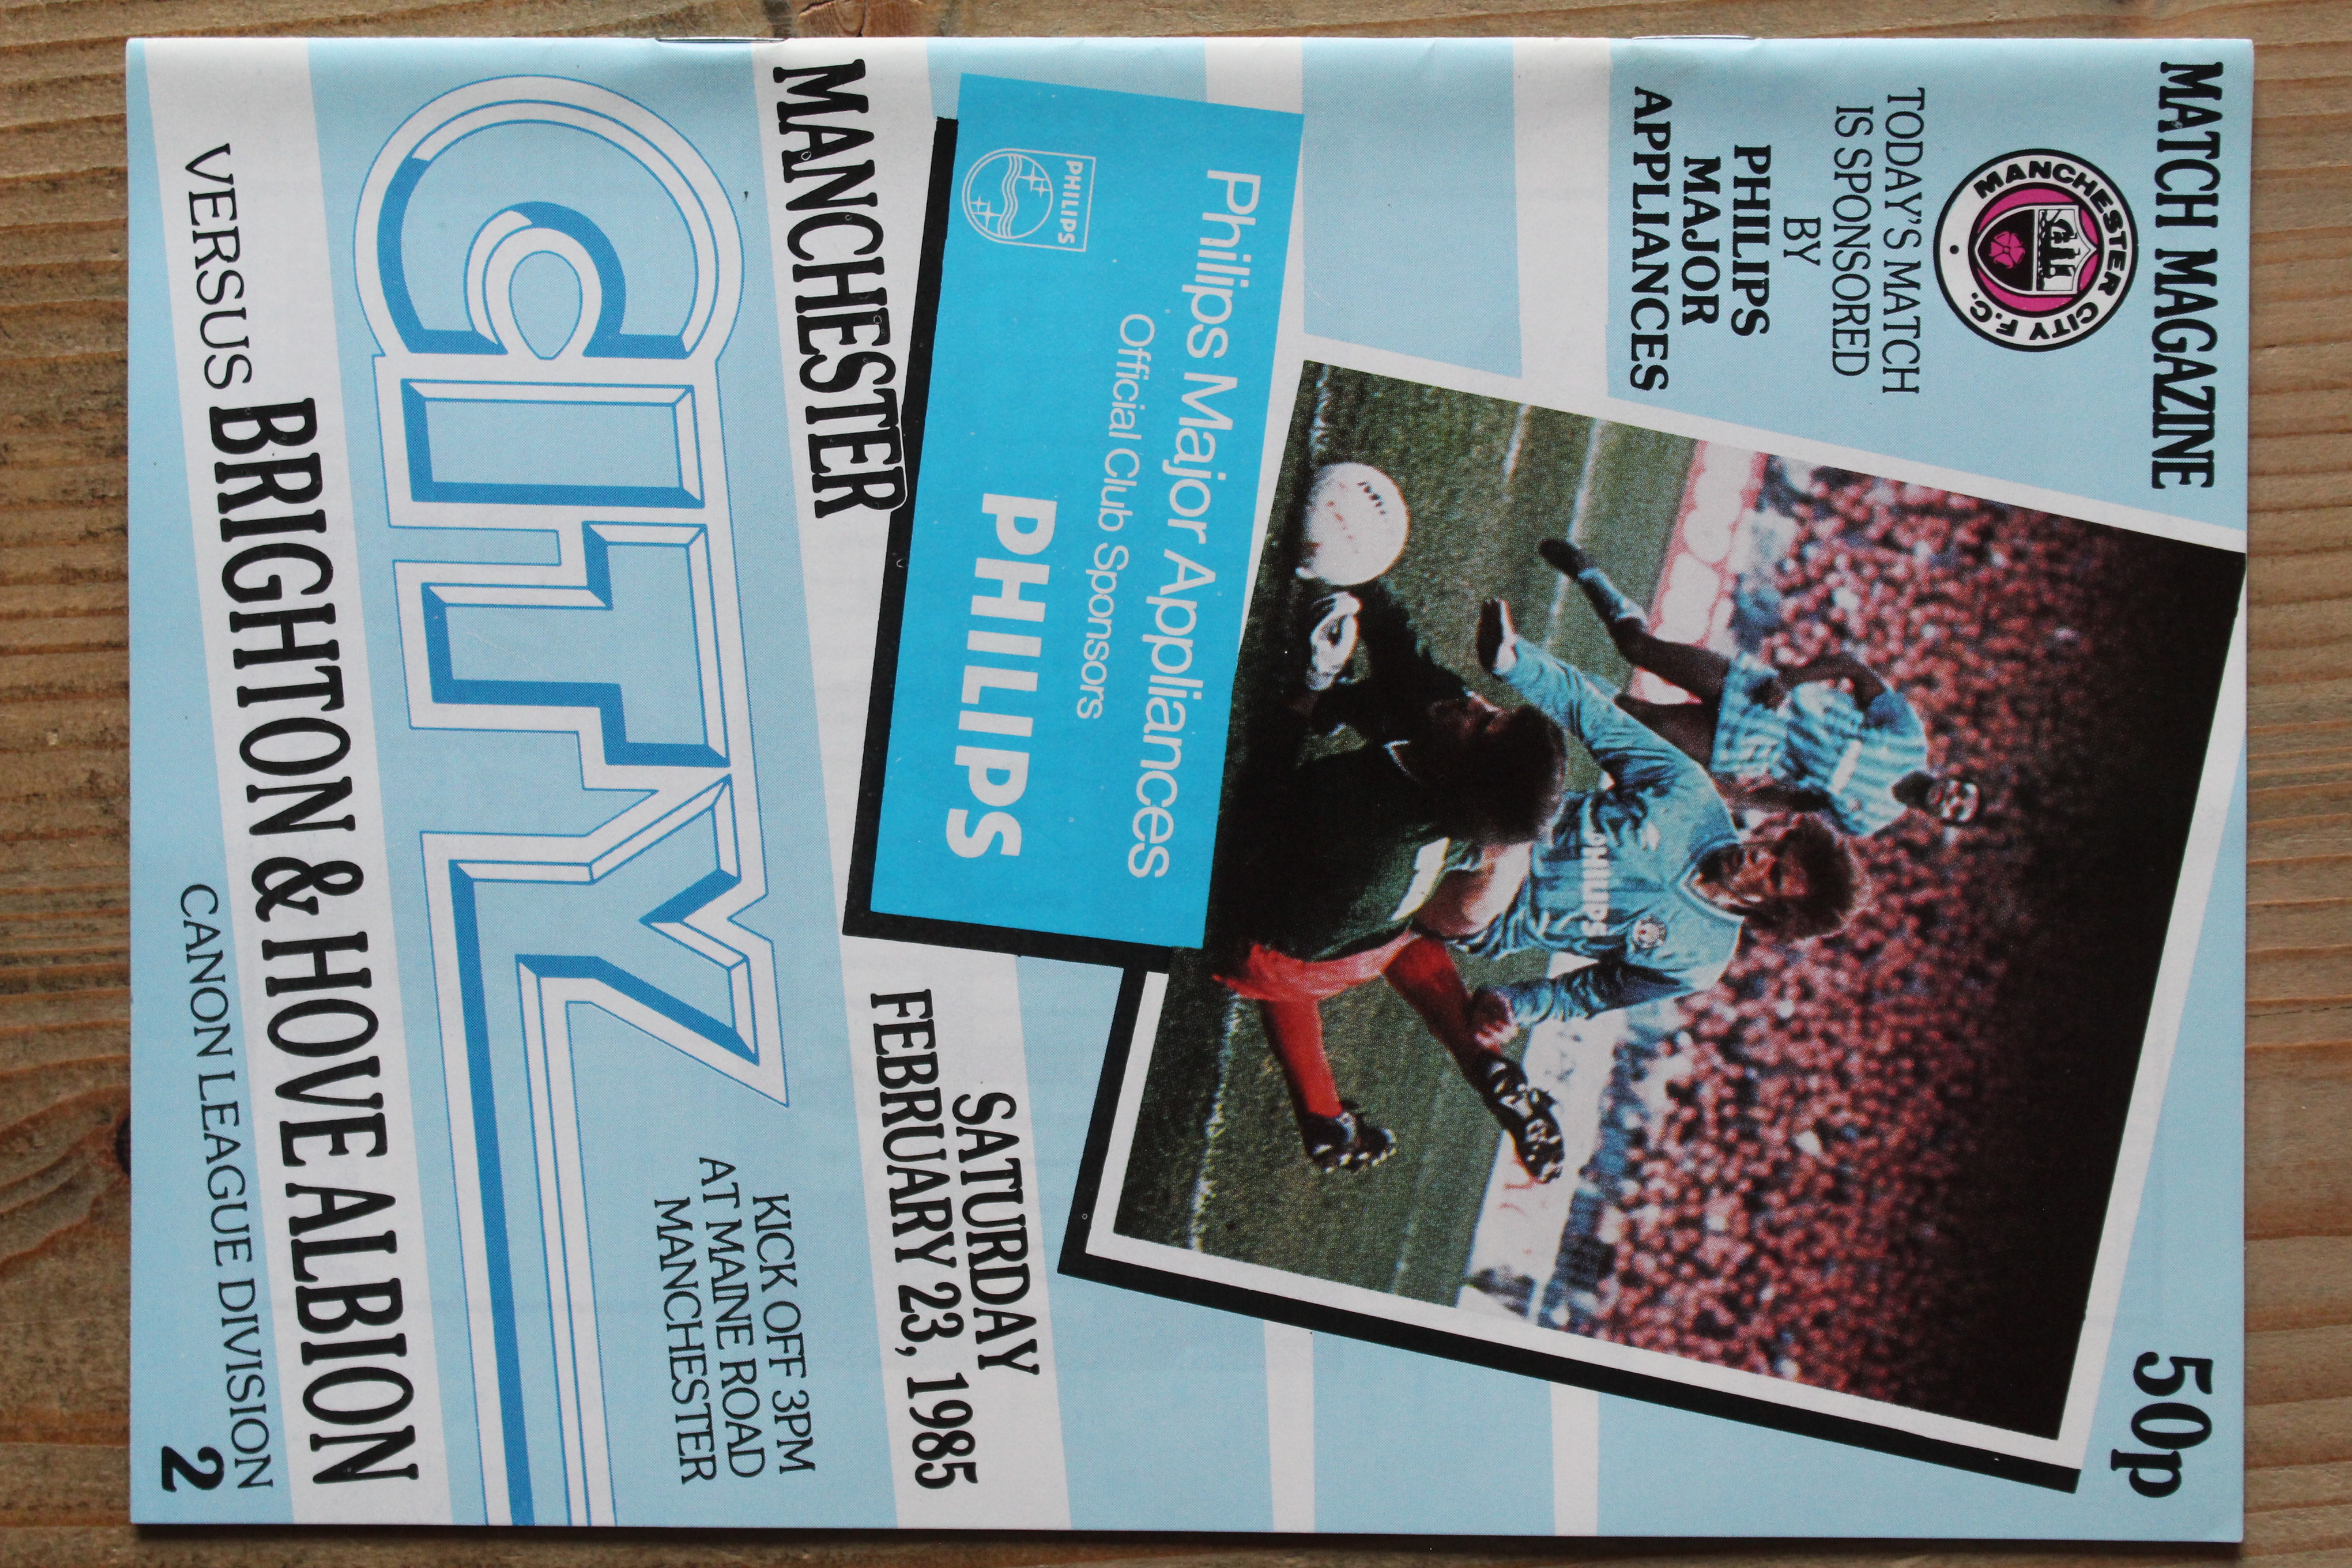 MATCH MAGAZINE
50p
MANCHESTER CITY F.C.
TODAY'S MATCH
IS SPONSORED
BY
PHILIPS
MAJOR
APPLIANCES
PHILIPS
Philips Major Appliances
Official Club Sponsors
PHILIPS
PHILIPS
SATURDAY
FEBRUARY 23, 1985
MANCHESTER
CITY
KICK OFF 3PM
AT MAINE ROAD
MANCHESTER
VERSUS BRIGHTON & HOVE ALBION
CANON LEAGUE DIVISION 2